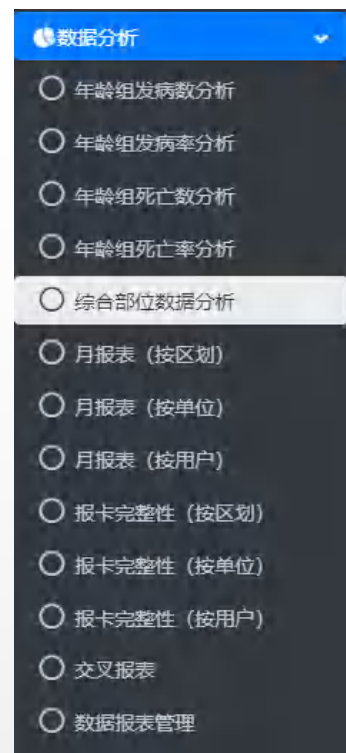 数据分析
年龄组发病数分析
年龄组发病率分析
年龄组死亡数分析
年龄组死亡率分析
综合部位数据分析
月报表（按区划）
月报表（按单位）
月报表（按用户）
报卡完整性（按区划）
报卡完整性（按单位）
报卡完整性（按用户）
交叉报表
数据报表管理